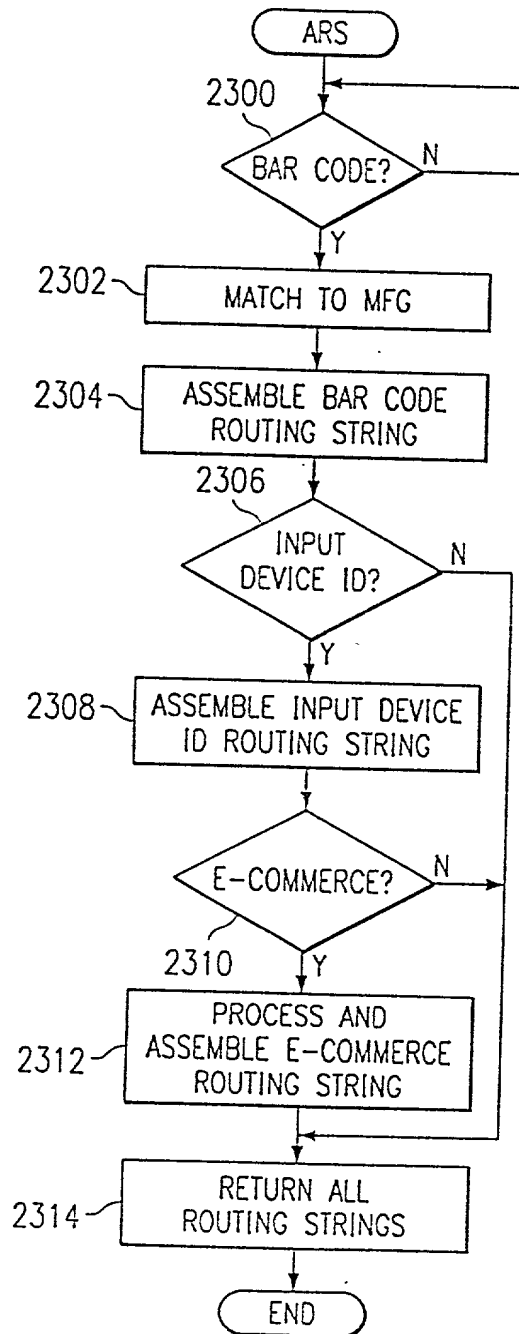 ARS
2300
BAR CODE?
N
Y
2302
MATCH TO MFG
2304
ASSEMBLE BAR CODE
ROUTING STRING
2306
INPUT
DEVICE ID?
N
Y
2308
ASSEMBLE INPUT DEVICE
ID ROUTING STRING
E-COMMERCE?
N
2310
Y
2312
PROCESS AND
ASSEMBLE E-COMMERCE
ROUTING STRING
2314
RETURN ALL
ROUTING STRINGS
END